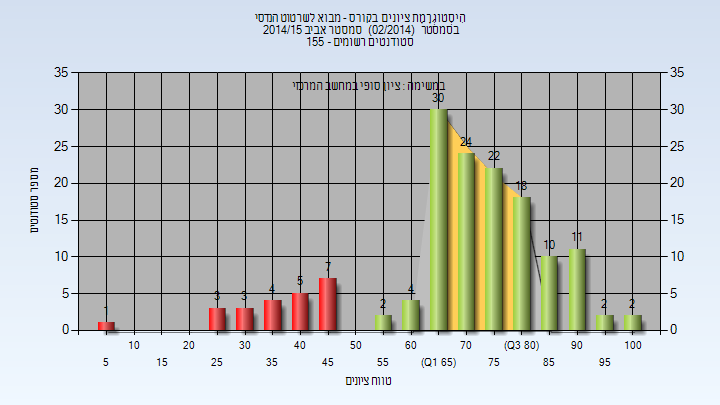 היסטוגרמת ציונים בקורס - מבוא לשרטוט הנדסי
בסמסטר (02/2014) סמסטר אביב 2014/15
סטודנטים רשומים - 155
במשימה : ציון סופי במחשב המרכזי
מספר סטודנטים
35 35
30 30
25 25
20 20
15 15
10 10
5 5
0 0
1 3 3 4 5 7 2 4 30 24 22 18 10 11 2 2
10 20 30 40 50 60 70 (Q3 80) 90 100
5 15 25 35 45 55 (Q1 65) 75 85 95
טווח ציונים